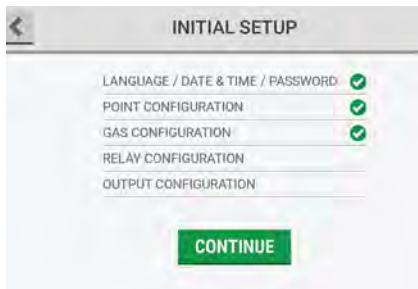 INITIAL SETUP
LANGUAGE / DATE & TIME / PASSWORD
POINT CONFIGURATION
GAS CONFIGURATION
RELAY CONFIGURATION
OUTPUT CONFIGURATION
CONTINUE